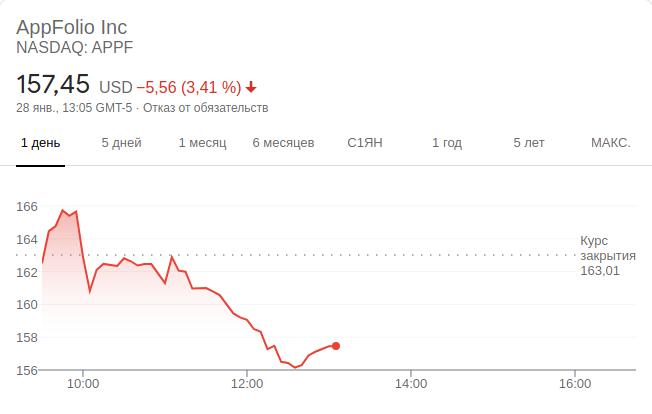 AppFolio Inc
NASDAQ: APPF
157,45 USD −5,56 (3,41 %)
28 янв., 13:05 GMT-5 · Отказ от обязательств
1 день 5 дней 1 месяц 6 месяцев С1ЯН 1 год 5 лет МАКС.
166
164
Курс
закрытия
163,01
162
160
158
156
10:00 12:00 14:00 16:00